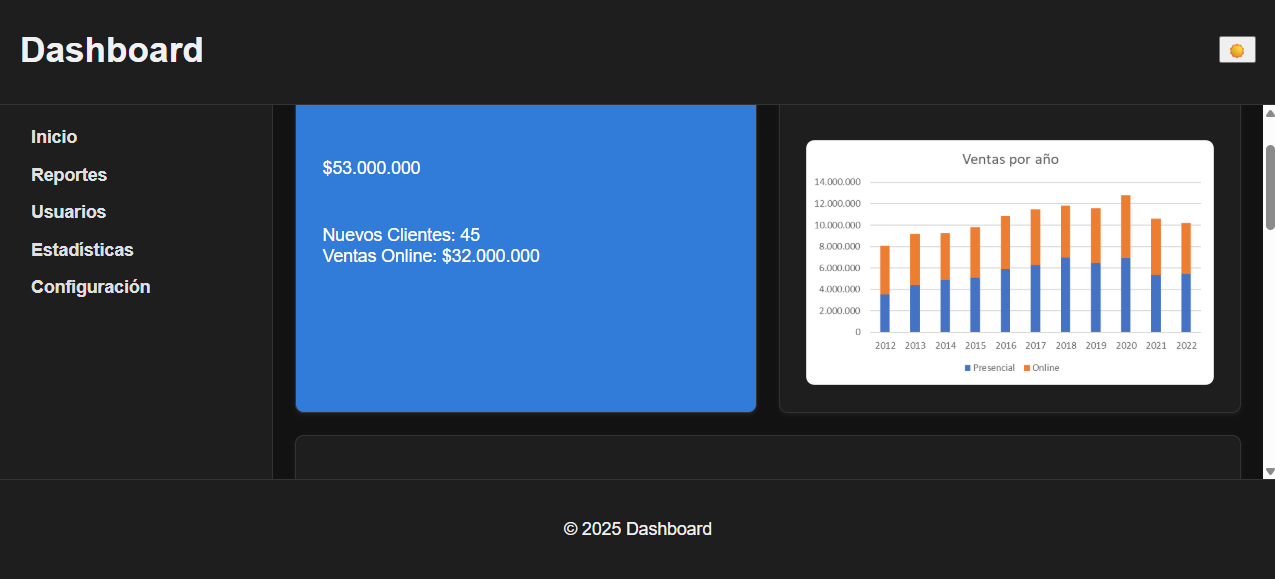 Dashboard
Inicio
Reportes
Usuarios
Estadísticas
Configuración
$53.000.000
Nuevos Clientes: 45
Ventas Online: $32.000.000
Ventas por año
14.000.000
12.000.000
10.000.000
8.000.000
6.000.000
4.000.000
2.000.000
0
2012 2013 2014 2015 2016 2017 2018 2019 2020 2021 2022
Presencial Online
© 2025 Dashboard